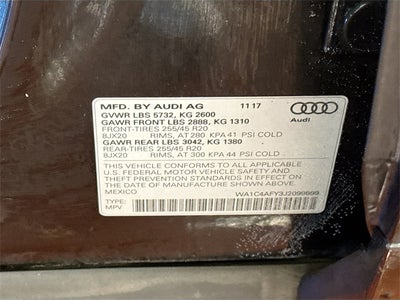 MFD. BY AUDI AG 11 17
GVWR LBS 5732, KG 2600
GAWR FRONT LBS 2888, KG 1310
FRONT-TIRES 255/45 R20
8JX20 RIMS, AT 280 KPA 41 PSI COLD
GAWR REAR LBS 3042, KG 1380
REAR-TIRES 255/45 R20
8JX20 RIMS, AT 300 KPA 44 PSI COLD
Audi
THIS VEHICLE CONFORMS TO ALL APPLICABLE
U.S. FEDERAL MOTOR VEHICLE SAFETY AND
THEFT PREVENTION STANDARDS IN EFFECT ON
THE DATE OF MANUFACTURE SHOWN ABOVE.
MEXICO
TYPE:
MPV